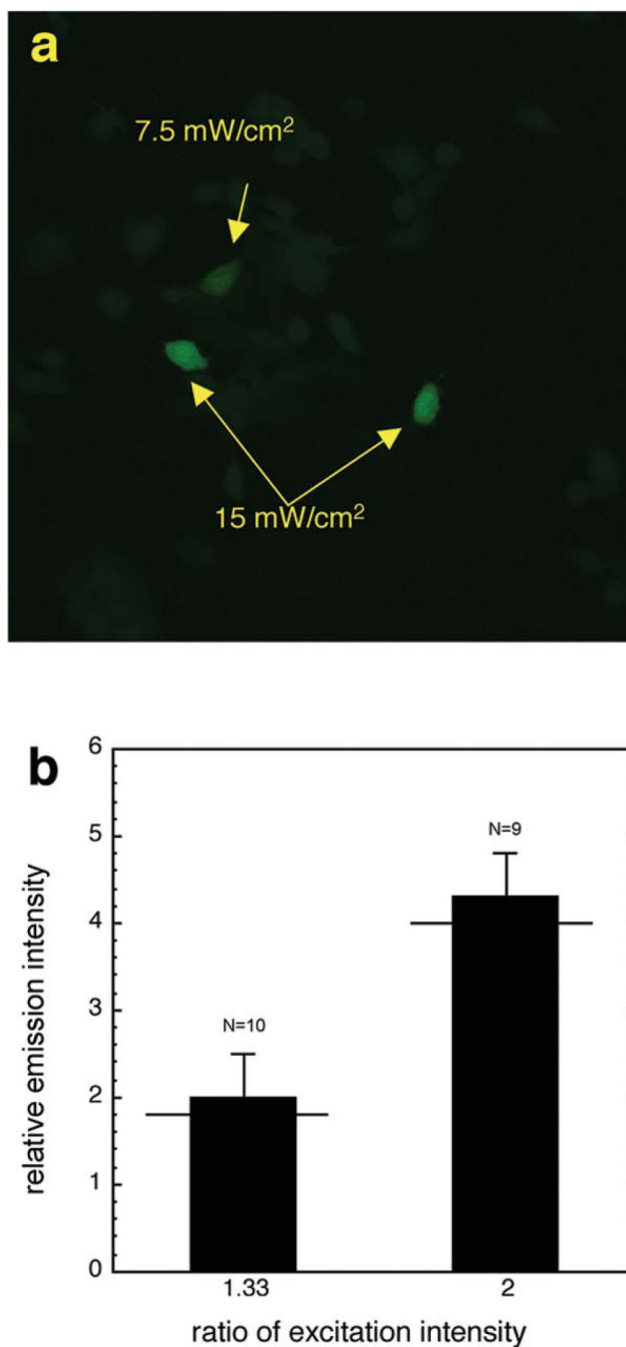 a
7.5 mW/cm²
15 mW/cm²
b
6
5
4
3
2
1
0
relative emission intensity
N=10
N=9
1.33
2
ratio of excitation intensity